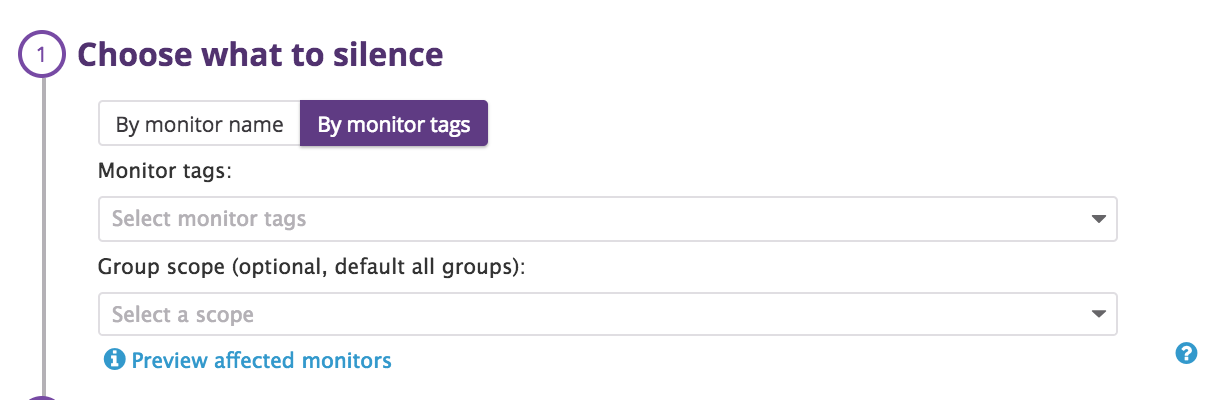 1 Choose what to silence
By monitor name By monitor tags
Monitor tags:
Select monitor tags
Group scope (optional, default all groups):
Select a scope
Preview affected monitors